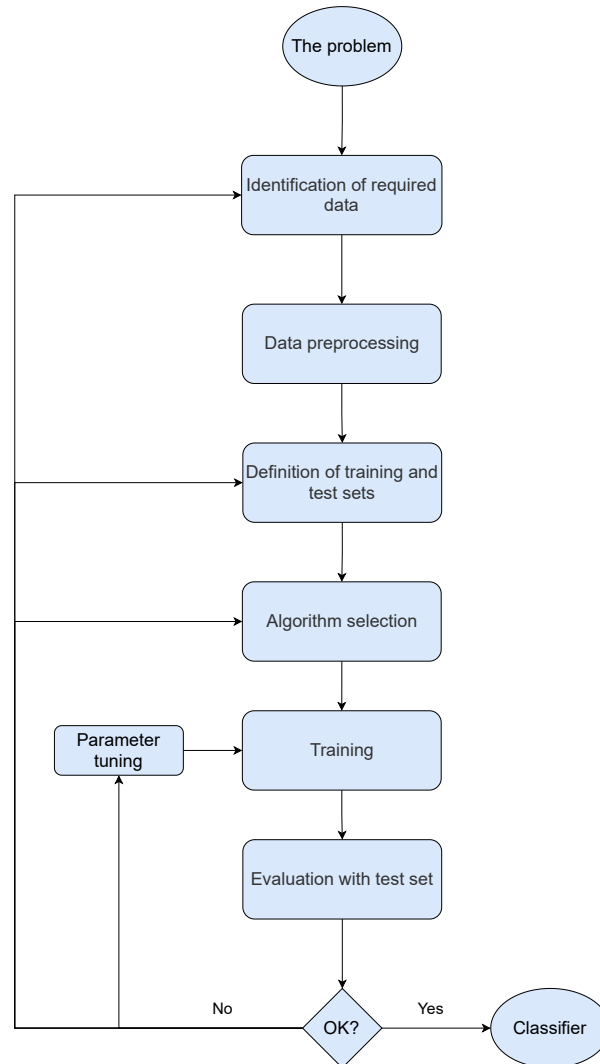 The problem
Identification of required
data
Data preprocessing
Definition of training and
test sets
Algorithm selection
Parameter
tuning
Training
Evaluation with test set
No
OK?
Yes
Classifier